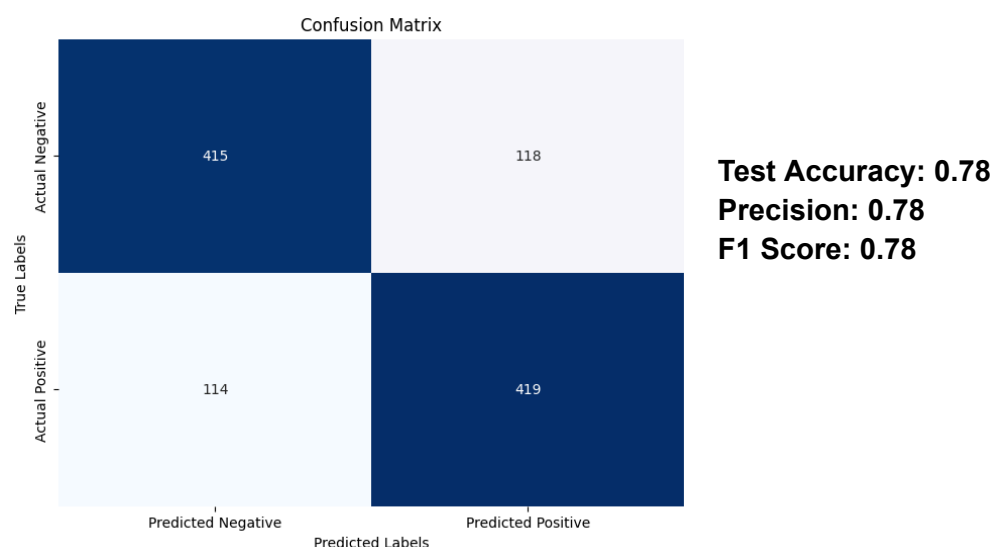 Confusion Matrix
Actual Negative
415
118
Test Accuracy: 0.78
Precision: 0.78
F1 Score: 0.78
True Labels
Actual Positive
114
419
Predicted Negative
Predicted Positive
Predicted Labels